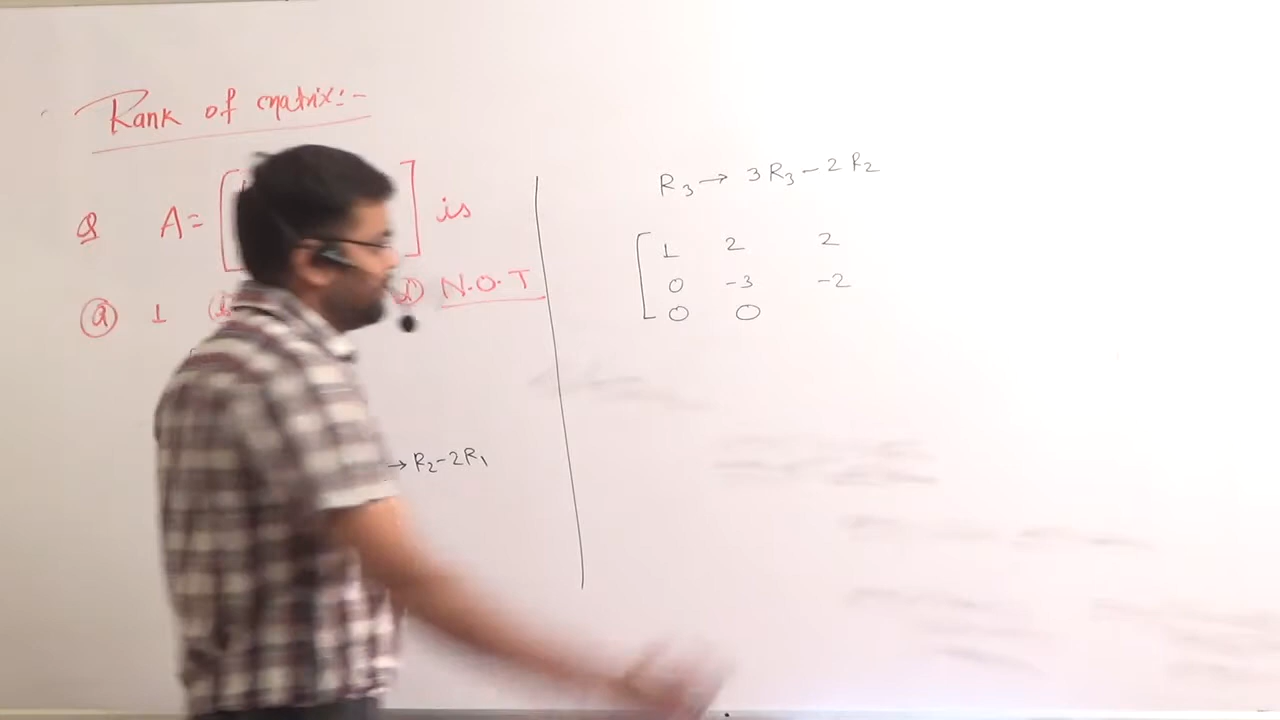 Rank of matrix:-
Q A= [ ] is
(a) 1 (d) N.O.T
→ R2-2R1
R3 → 3R3-2R2
1 2 2
0 -3 -2
0 0